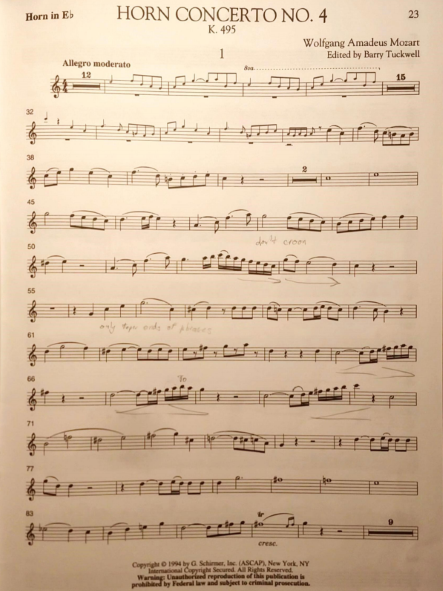 Horn in E♭
HORN CONCERTO NO. 4
23
K. 495
1
Wolfgang Amadeus Mozart
Edited by Barry Tuckwell
Allegro moderato
12
8va
15
32
38
2
45
don't croon
50
55
only taper ends of phrases
61
66
71
77
83
tr
cresc.
9
Copyright © 1994 by G. Schirmer, Inc. (ASCAP), New York, NY
International Copyright Secured. All Rights Reserved.
Warning: Unauthorized reproduction of this publication is
prohibited by Federal law and subject to criminal prosecution.